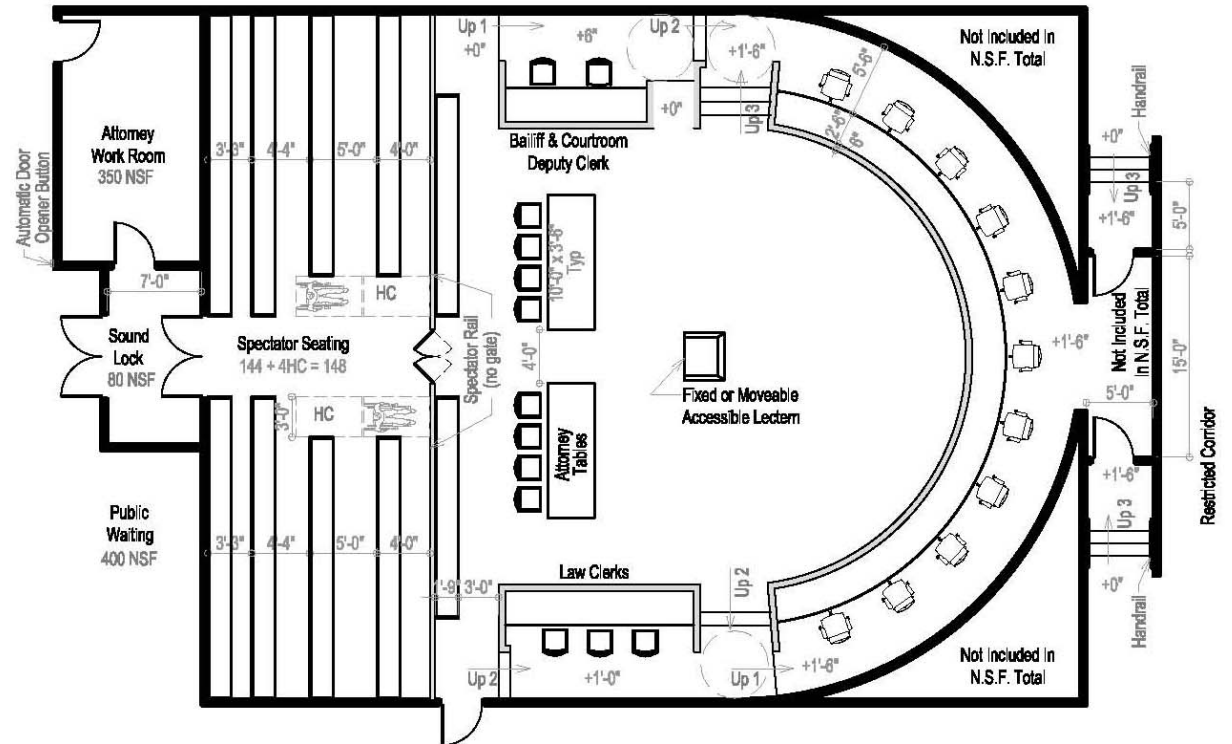 Automatic Door
Opener Button
Attorney
Work Room
350 NSF
7'-0"
Sound
Lock
80 NSF
Public
Waiting
400 NSF
3'-3"
4'-4"
5'-0"
4'-0"
HC
Spectator Seating
144 + 4HC = 148
3'-0"
HC
3'-3"
4'-4"
5'-0"
4'-0"
Spectator Rail
(no gate)
1'-9"
3'-0"
Up 1
+0"
+6"
Up 2
+1'-6"
+0"
Up 3
Bailiff & Courtroom
Deputy Clerk
10'-0" x 3'-6"
Typ
4'-0"
Attorney
Tables
Fixed or Moveable
Accessible Lectern
Law Clerks
Up 2
+1'-0"
Up 2
Up 1
+1'-6"
5'-6"
2'-6"
6"
+1'-6"
Not Included In
N.S.F. Total
Handrail
+0"
Up 3
+1'-6"
5'-0"
Not Included
In N.S.F. Total
15'-0"
5'-0"
Restricted Corridor
+1'-6"
Up 3
+0"
Handrail
Not Included In
N.S.F. Total